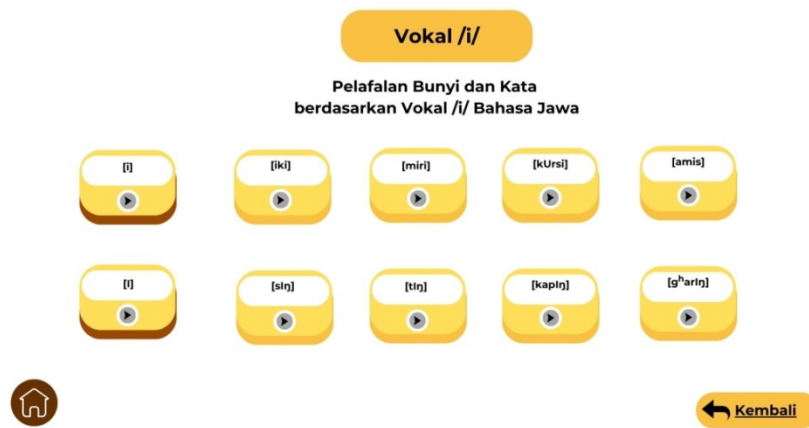 Vokal /i/
Pelafalan Bunyi dan Kata
berdasarkan Vokal /i/ Bahasa Jawa
[i]
[iki]
[miri]
[kUrsi]
[amis]
[I]
[sIŋ]
[tIŋ]
[kapIŋ]
[gʰarIŋ]
Kembali